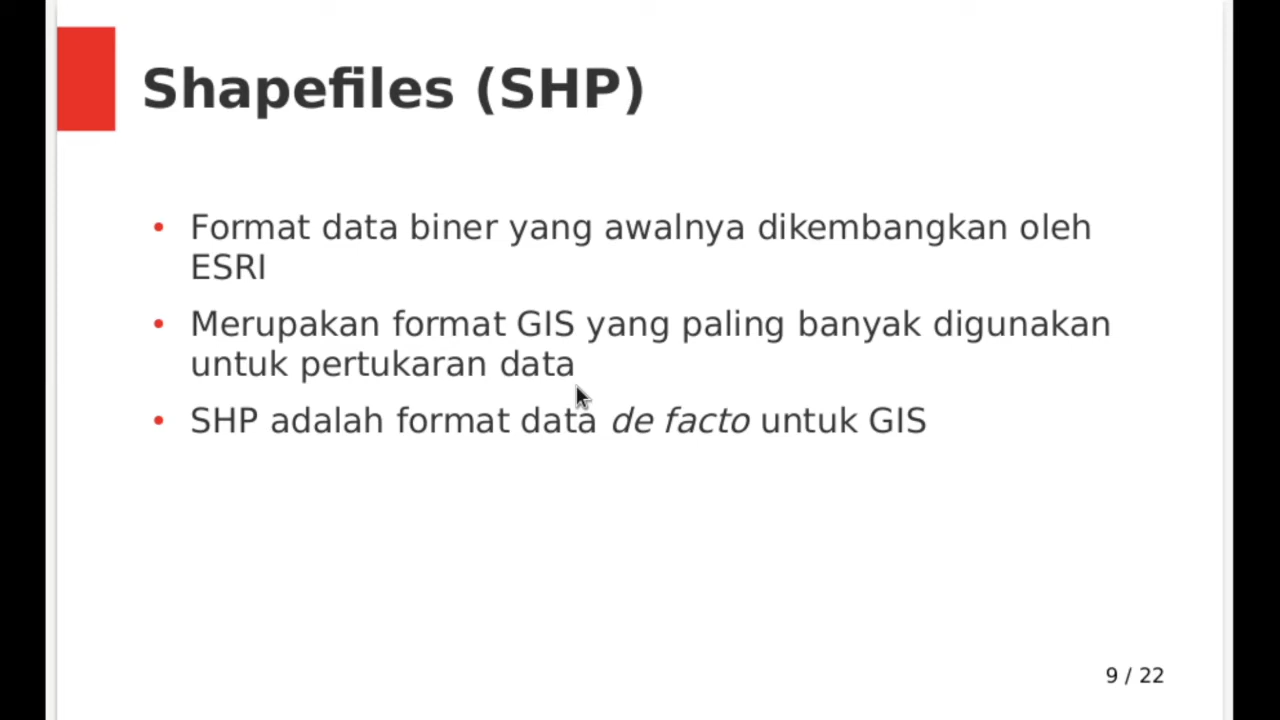 Shapefiles (SHP)
• Format data biner yang awalnya dikembangkan oleh
ESRI
• Merupakan format GIS yang paling banyak digunakan
untuk pertukaran data
• SHP adalah format data de facto untuk GIS
9 / 22